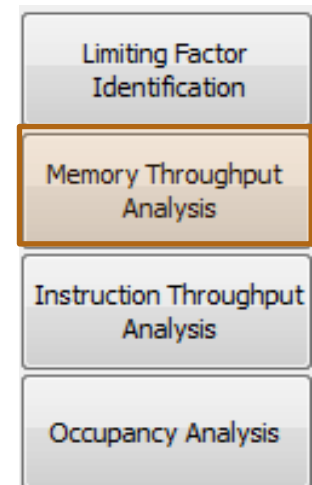 Limiting Factor
Identification
Memory Throughput
Analysis
Instruction Throughput
Analysis
Occupancy Analysis